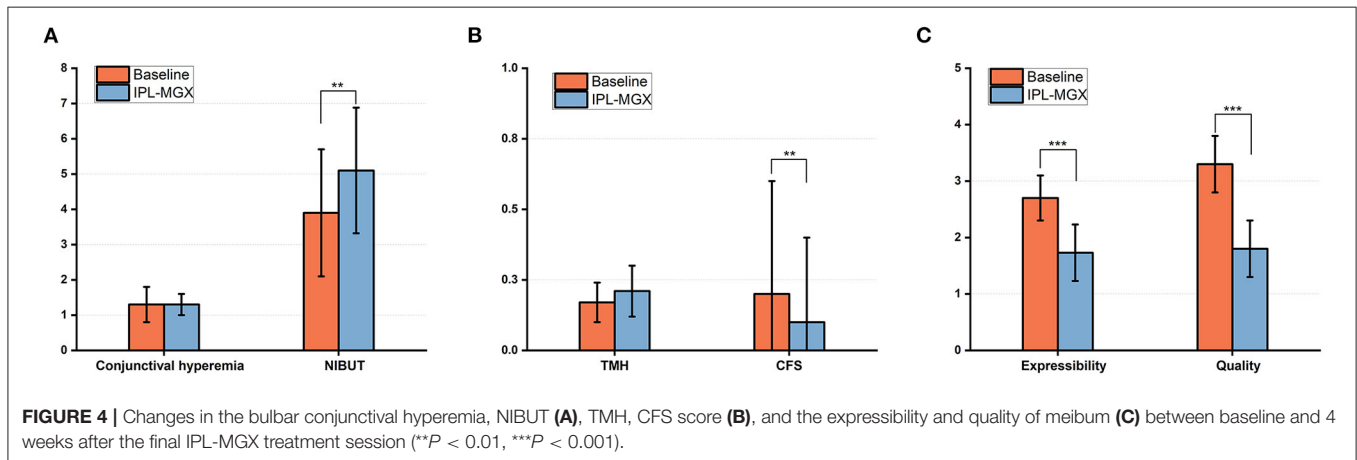 A
8
7
6
5
4
3
2
1
0
Baseline
IPL-MGX
**
Conjunctival hyperemia
NIBUT
B
1.0
0.8
0.5
0.3
0.0
Baseline
IPL-MGX
**
TMH
CFS
C
5
4
3
2
1
0
Baseline
IPL-MGX
***
***
Expressibility
Quality
FIGURE 4 | Changes in the bulbar conjunctival hyperemia, NIBUT (A), TMH, CFS score (B), and the expressibility and quality of meibum (C) between baseline and 4
weeks after the final IPL-MGX treatment session (**P < 0.01, ***P < 0.001).